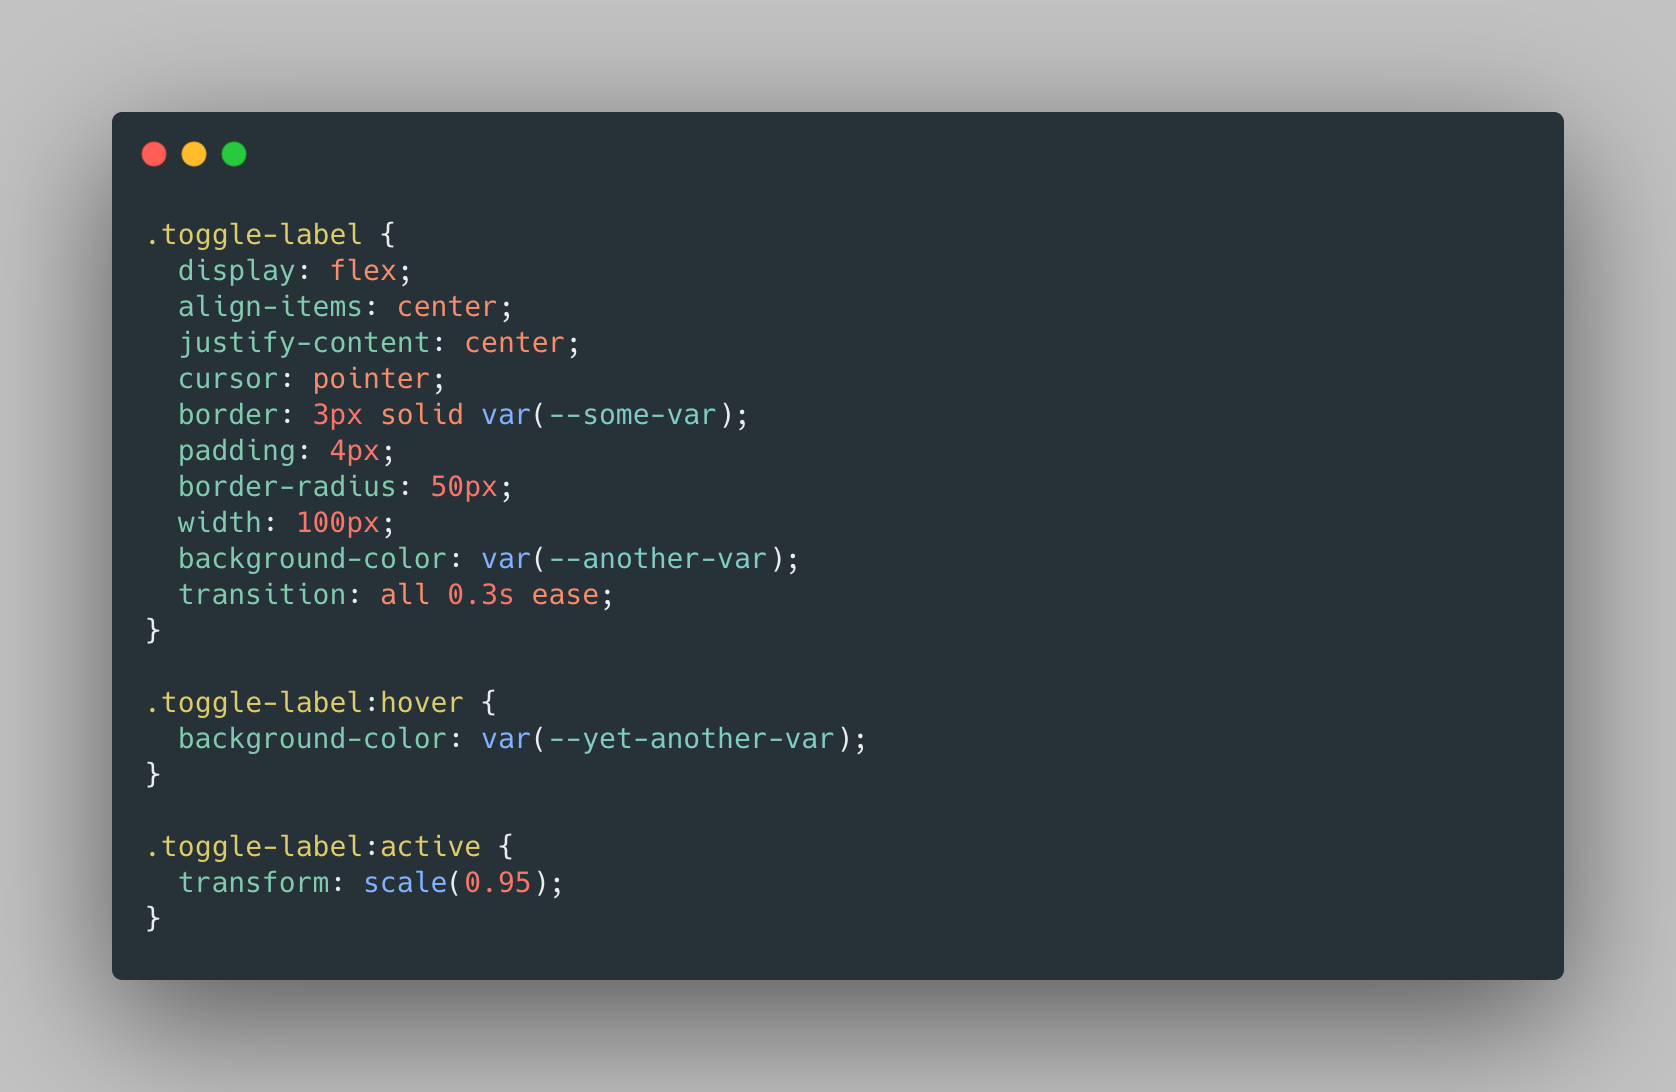 .toggle-label {
  display: flex;
  align-items: center;
  justify-content: center;
  cursor: pointer;
  border: 3px solid var(--some-var);
  padding: 4px;
  border-radius: 50px;
  width: 100px;
  background-color: var(--another-var);
  transition: all 0.3s ease;
}

.toggle-label:hover {
  background-color: var(--yet-another-var);
}

.toggle-label:active {
  transform: scale(0.95);
}